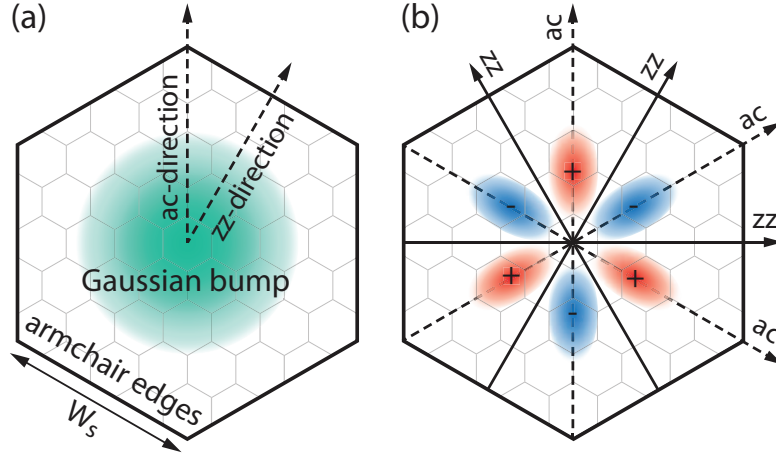 (a)
ac-direction
zz-direction
Gaussian bump
armchair edges
Ws
(b)
ac
zz
zz
ac
+
-
-
zz
+
+
-
ac